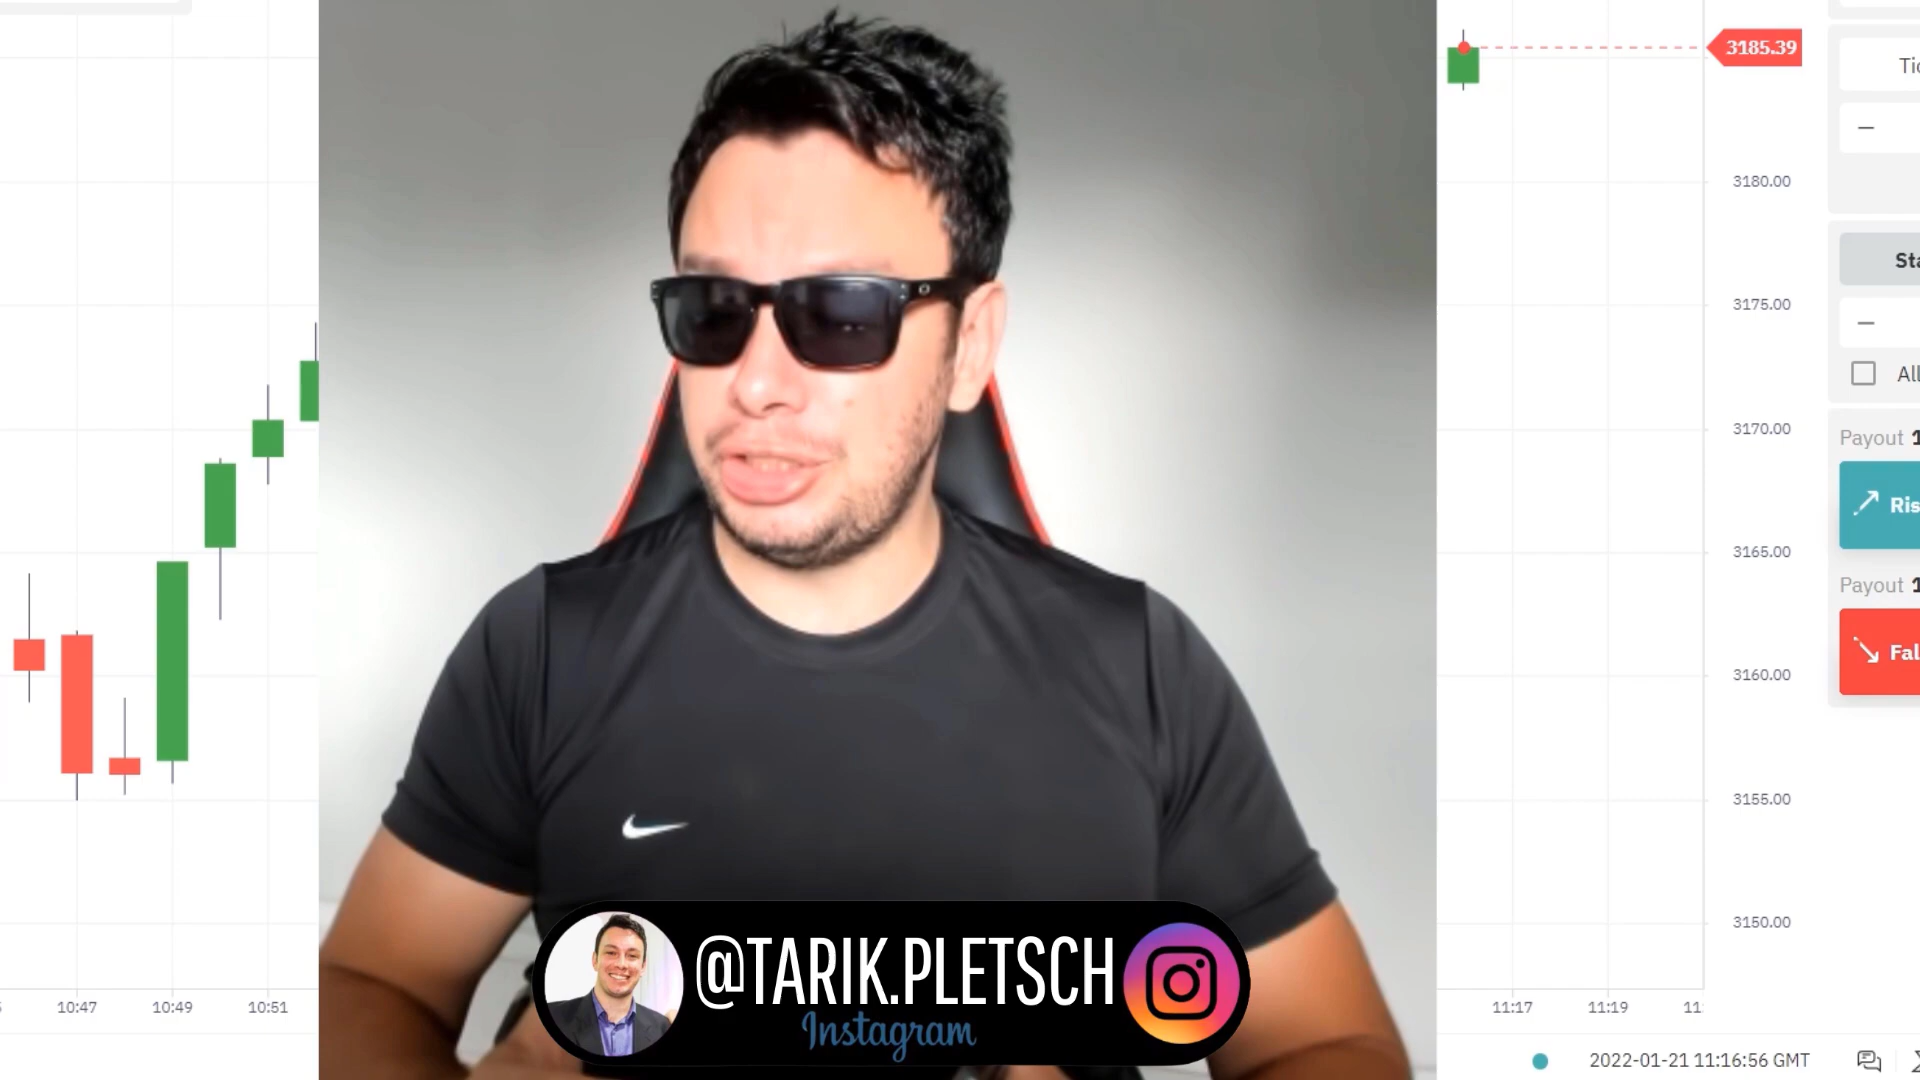 3185.39
3180.00
3175.00
3170.00
Payout
3165.00
3160.00
3155.00
3150.00
@TARIK.PLETSCH
Instagram
10:47 10:49 10:51
11:17 11:19
2022-01-21 11:16:56 GMT